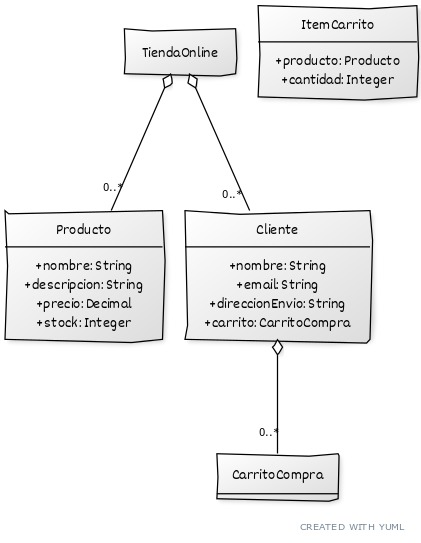 TiendaOnline
ItemCarrito
+producto: Producto
+cantidad: Integer
0..*
0..*
Producto
+nombre: String
+descripcion: String
+precio: Decimal
+stock: Integer
Cliente
+nombre: String
+email: String
+direccionEnvio: String
+carrito: CarritoCompra
0..*
CarritoCompra
CREATED WITH YUML